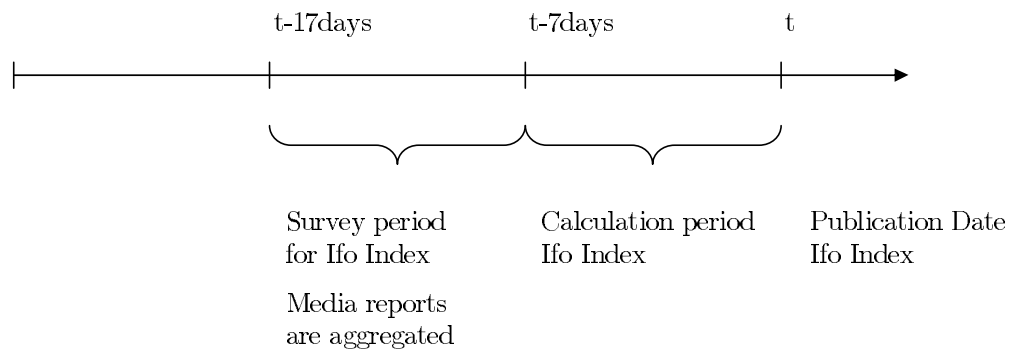 t-17days
t-7days
t
Survey period
for Ifo Index
Media reports
are aggregated
Calculation period
Ifo Index
Publication Date
Ifo Index